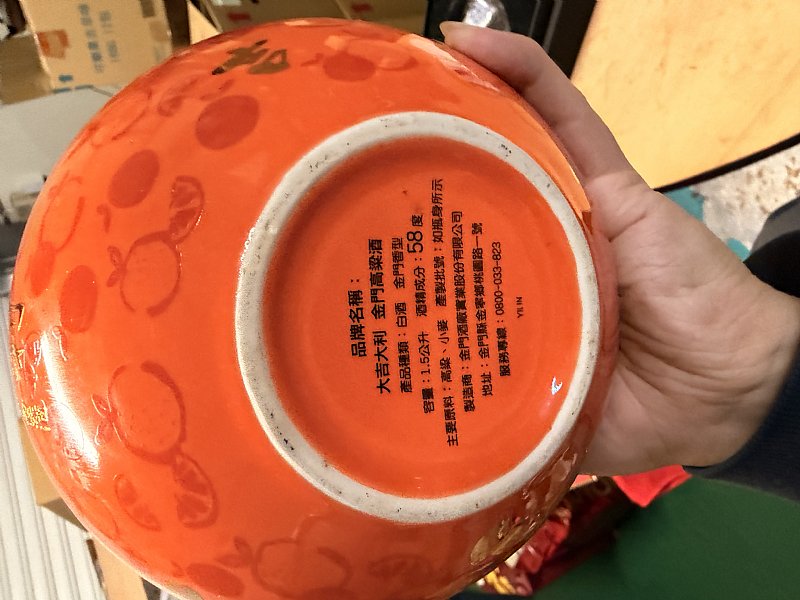 品牌名稱：
大吉大利 金門高粱酒
產品種類：白酒 金門香型
容量：1.5公升 酒精成分：58度
主要原料：高粱、小麥 產製批號：如瓶身所示
製造商：金門酒廠實業股份有限公司
地址：金門縣金寧鄉桃園路一號
服務專線：0800-033-823
YB IN
吉